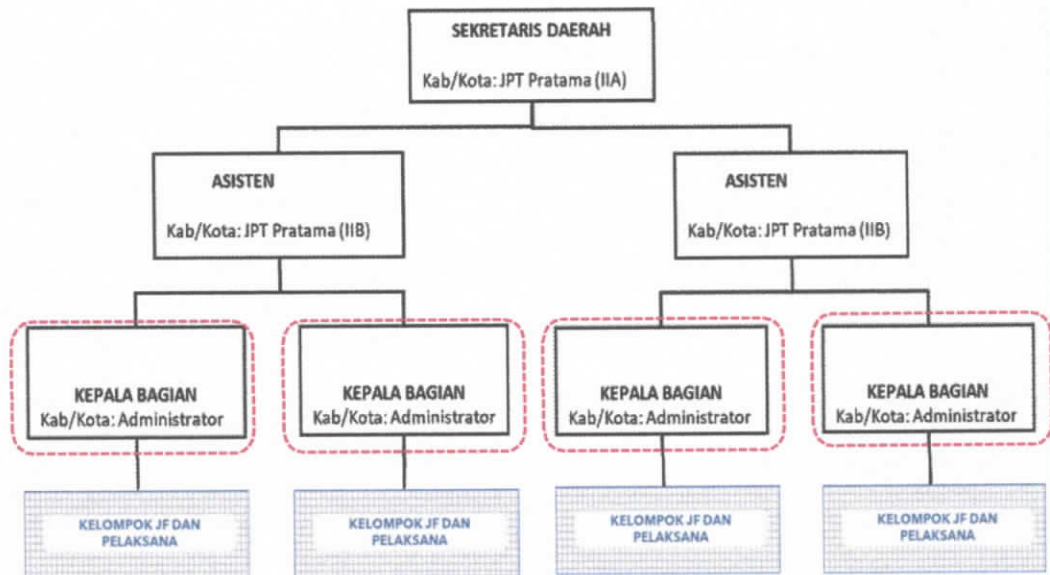 SEKRETARIS DAERAH
Kab/Kota: JPT Pratama (IIA)
ASISTEN
Kab/Kota: JPT Pratama (IIB)
ASISTEN
Kab/Kota: JPT Pratama (IIB)
KEPALA BAGIAN
Kab/Kota: Administrator
KEPALA BAGIAN
Kab/Kota: Administrator
KEPALA BAGIAN
Kab/Kota: Administrator
KEPALA BAGIAN
Kab/Kota: Administrator
KELOMPOK JF DAN
PELAKSANA
KELOMPOK JF DAN
PELAKSANA
KELOMPOK JF DAN
PELAKSANA
KELOMPOK JF DAN
PELAKSANA